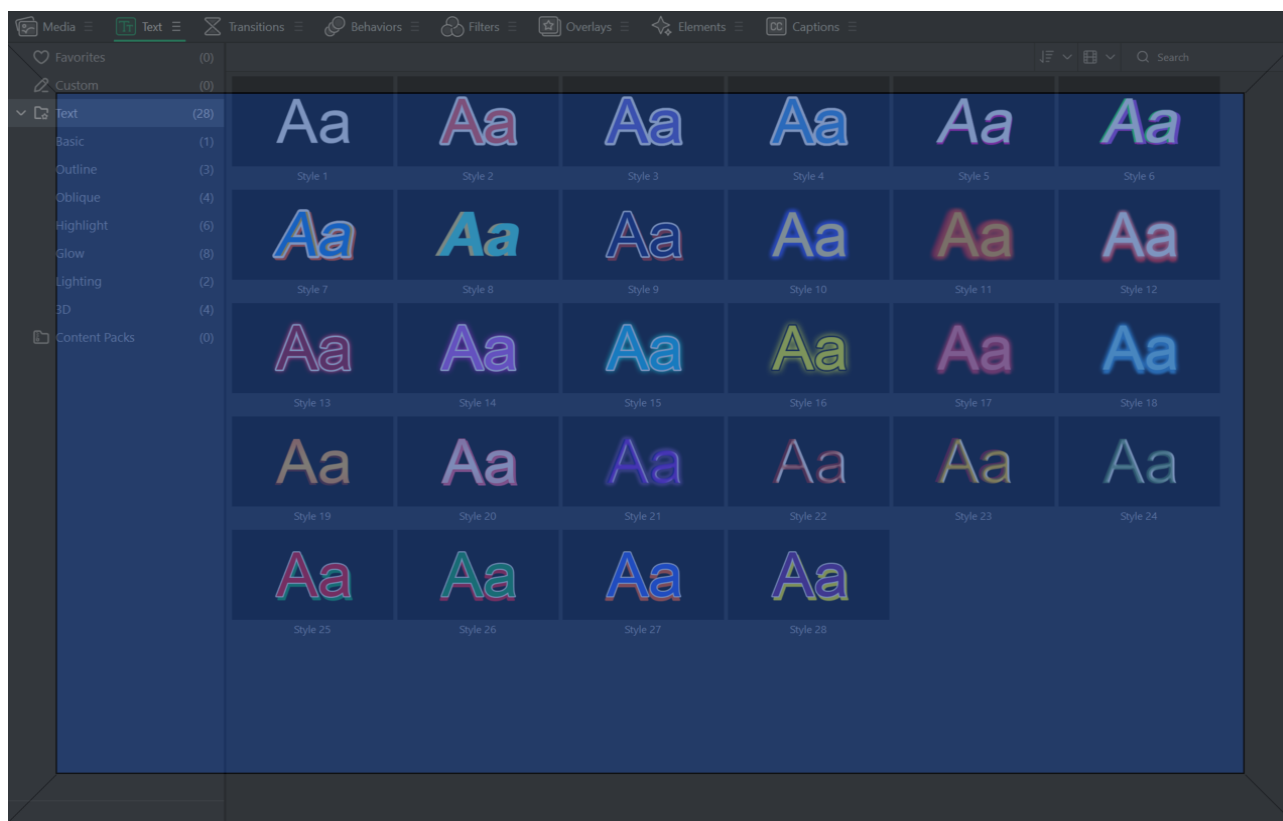 Media Text Transitions Behaviors Filters Overlays Elements CC Captions
Favorites (0)
Search
Custom (0)
Text (28)
Basic (1)
Outline (3)
Oblique (4)
Highlight (6)
Glow (8)
Lighting (2)
3D (4)
Content Packs (0)
Aa Aa Aa Aa Aa Aa
Style 1 Style 2 Style 3 Style 4 Style 5 Style 6
Aa Aa Aa Aa Aa Aa
Style 7 Style 8 Style 9 Style 10 Style 11 Style 12
Aa Aa Aa Aa Aa Aa
Style 13 Style 14 Style 15 Style 16 Style 17 Style 18
Aa Aa Aa Aa Aa Aa
Style 19 Style 20 Style 21 Style 22 Style 23 Style 24
Aa Aa Aa Aa
Style 25 Style 26 Style 27 Style 28